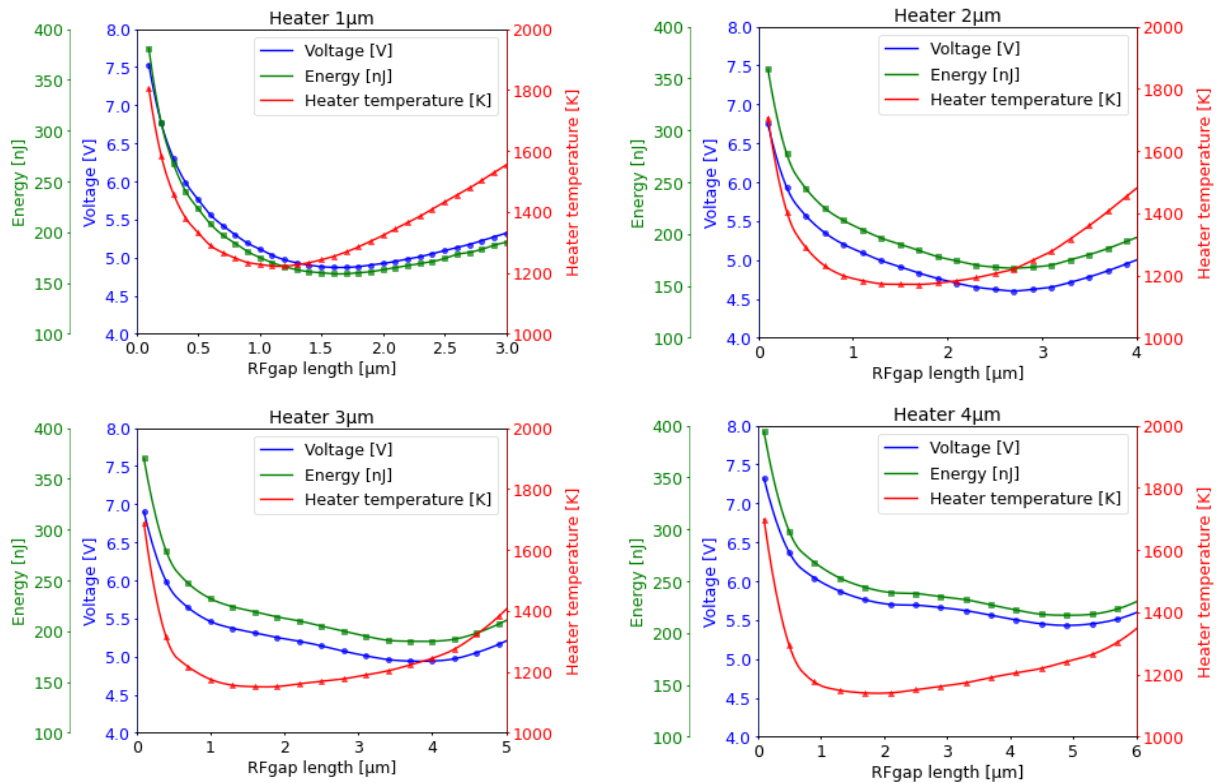 Heater 1μm
Voltage [V]
Energy [nJ]
Heater temperature [K]
400
350
300
250
200
150
100
Energy [nJ]
8.0
7.5
7.0
6.5
6.0
5.5
5.0
4.5
4.0
Voltage [V]
2000
1800
1600
1400
1200
1000
Heater temperature [K]
0.0 0.5 1.0 1.5 2.0 2.5 3.0
RFgap length [μm]
Heater 2μm
Voltage [V]
Energy [nJ]
Heater temperature [K]
400
350
300
250
200
150
100
Energy [nJ]
8.0
7.5
7.0
6.5
6.0
5.5
5.0
4.5
4.0
Voltage [V]
2000
1800
1600
1400
1200
1000
Heater temperature [K]
0 1 2 3 4
RFgap length [μm]
Heater 3μm
Voltage [V]
Energy [nJ]
Heater temperature [K]
400
350
300
250
200
150
100
Energy [nJ]
8.0
7.5
7.0
6.5
6.0
5.5
5.0
4.5
4.0
Voltage [V]
2000
1800
1600
1400
1200
1000
Heater temperature [K]
0 1 2 3 4 5
RFgap length [μm]
Heater 4μm
Voltage [V]
Energy [nJ]
Heater temperature [K]
400
350
300
250
200
150
100
Energy [nJ]
8.0
7.5
7.0
6.5
6.0
5.5
5.0
4.5
4.0
Voltage [V]
2000
1800
1600
1400
1200
1000
Heater temperature [K]
0 1 2 3 4 5 6
RFgap length [μm]